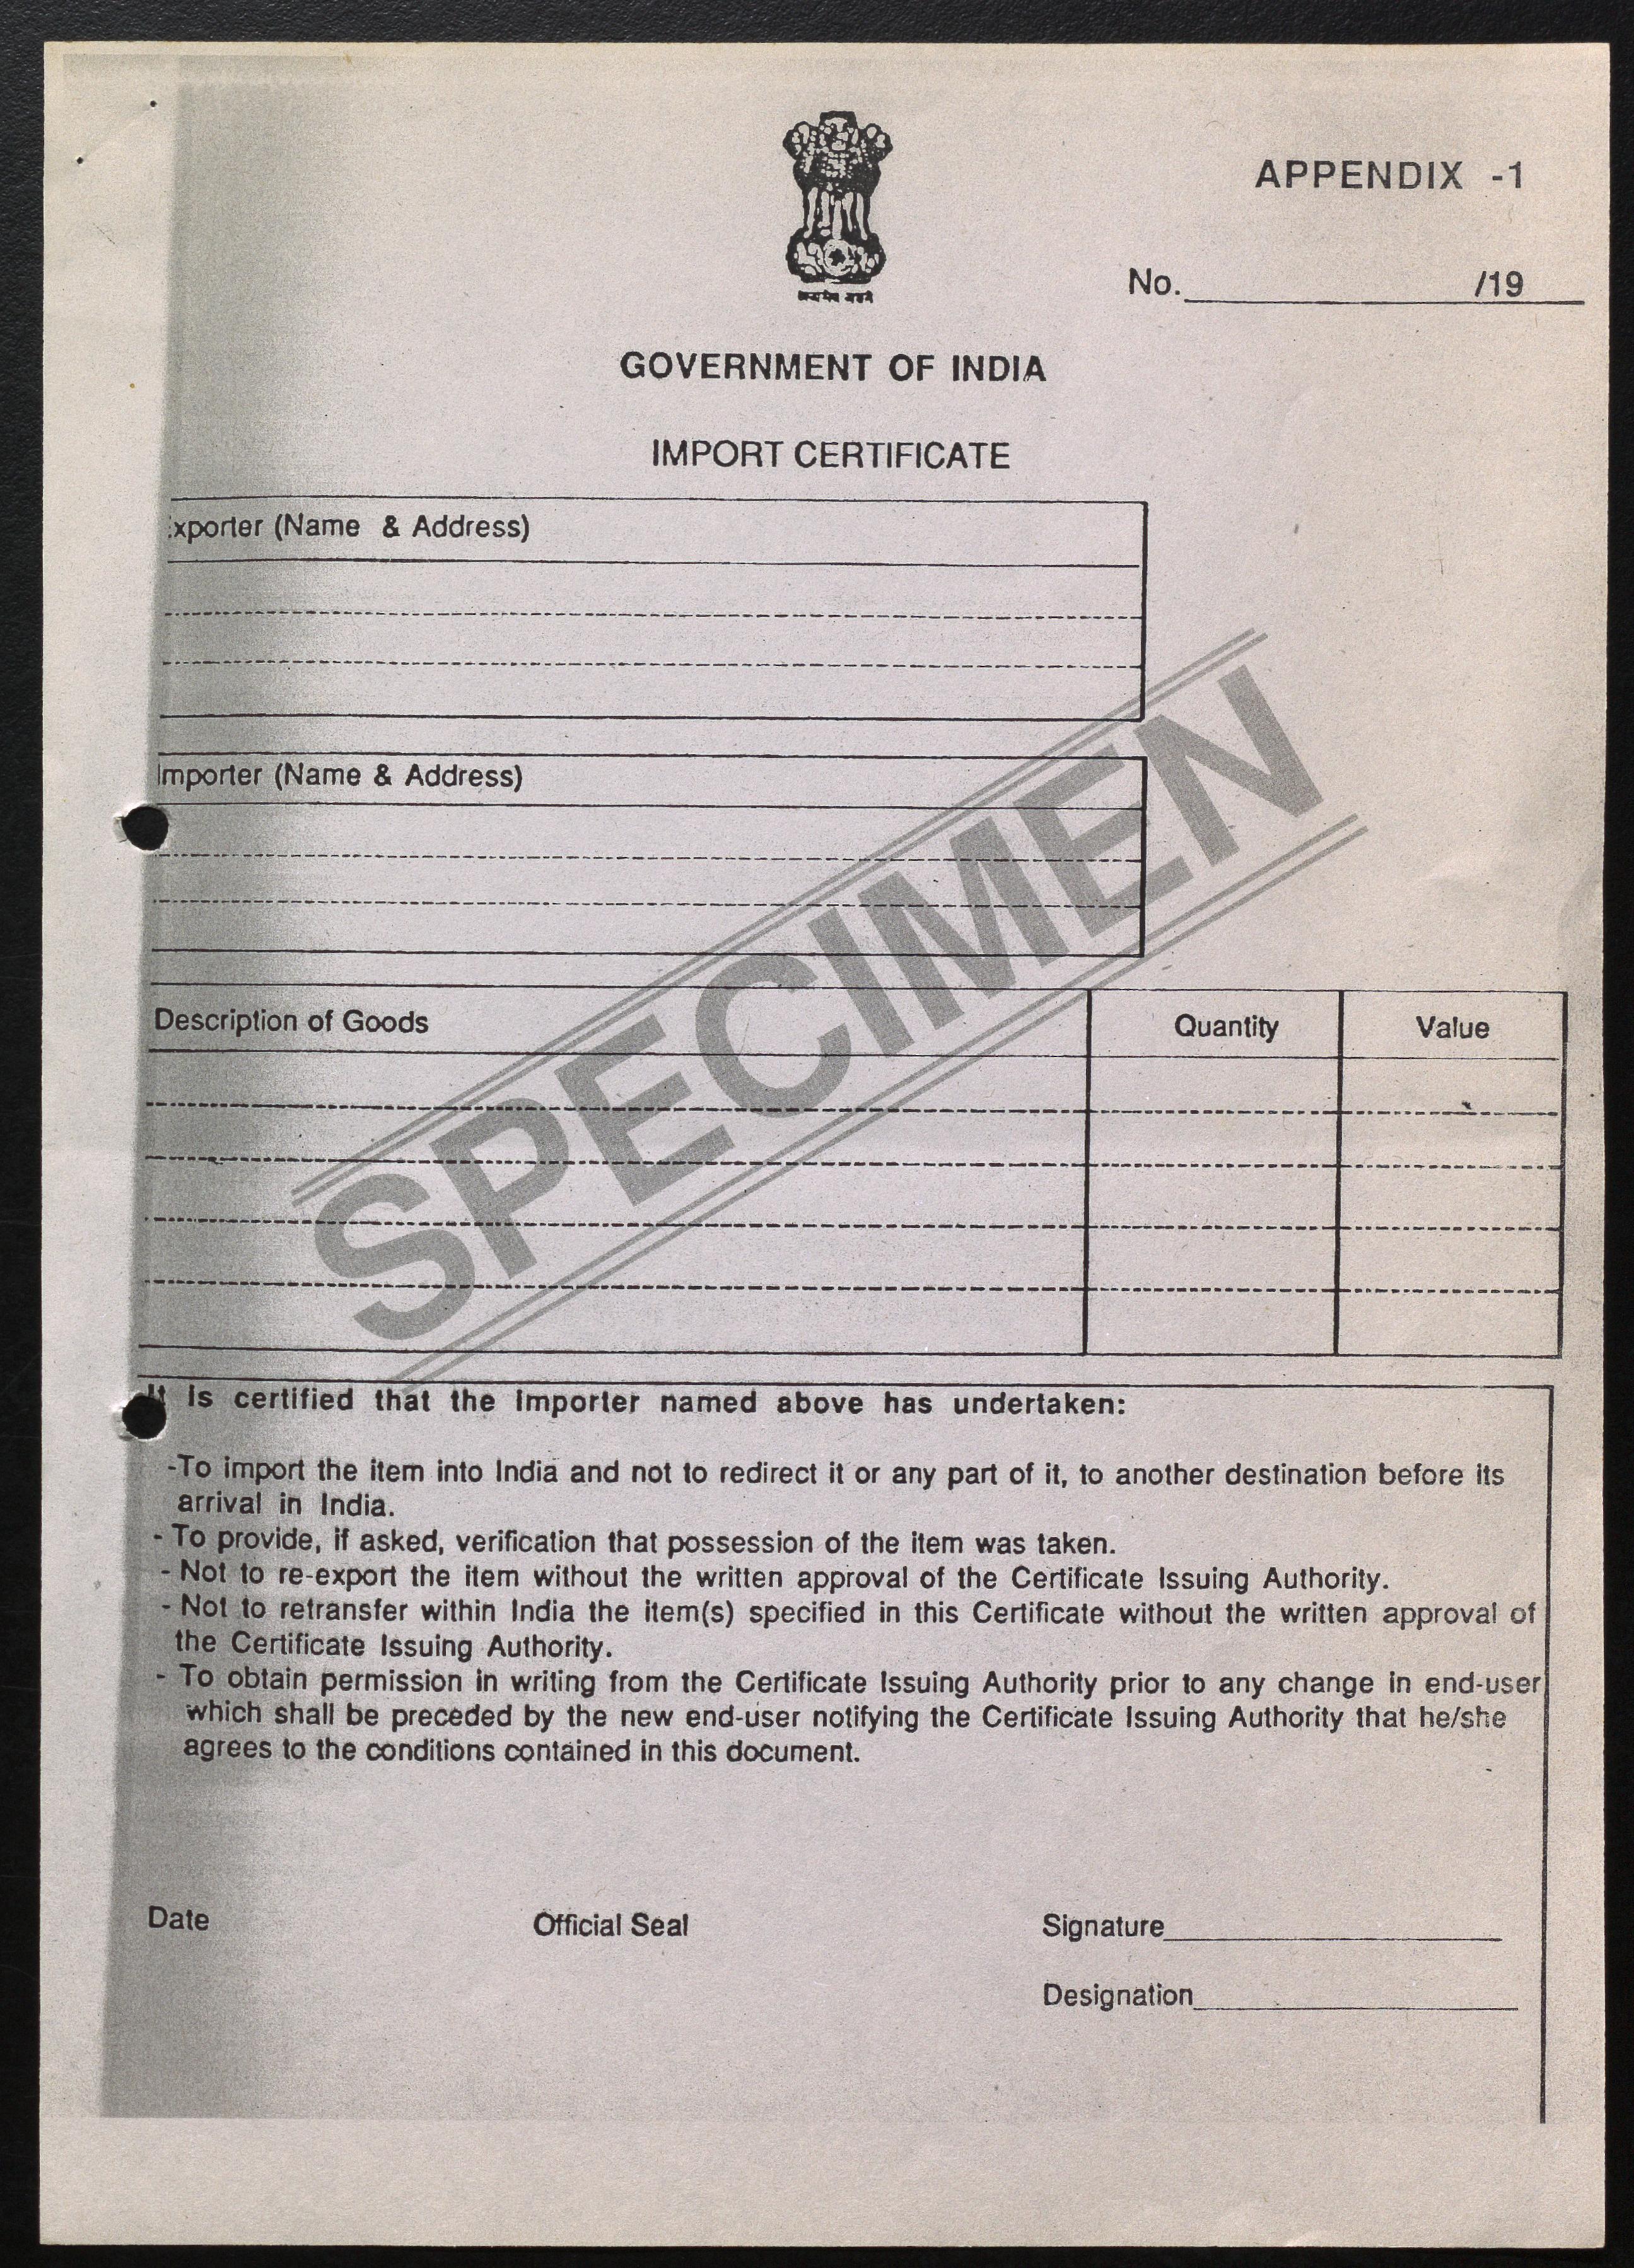 APPENDIX -1
No. /19
GOVERNMENT OF INDIA
IMPORT CERTIFICATE
xporter (Name & Address)
Importer (Name & Address)
SPECIMEN
Description of Goods Quantity Value
It is certified that the importer named above has undertaken:
-To import the item into India and not to redirect it or any part of it, to another destination before its
arrival in India.
- To provide, if asked, verification that possession of the item was taken.
- Not to re-export the item without the written approval of the Certificate Issuing Authority.
- Not to retransfer within India the item(s) specified in this Certificate without the written approval of
the Certificate Issuing Authority.
- To obtain permission in writing from the Certificate Issuing Authority prior to any change in end-user
which shall be preceded by the new end-user notifying the Certificate Issuing Authority that he/she
agrees to the conditions contained in this document.
Date Official Seal Signature
Designation